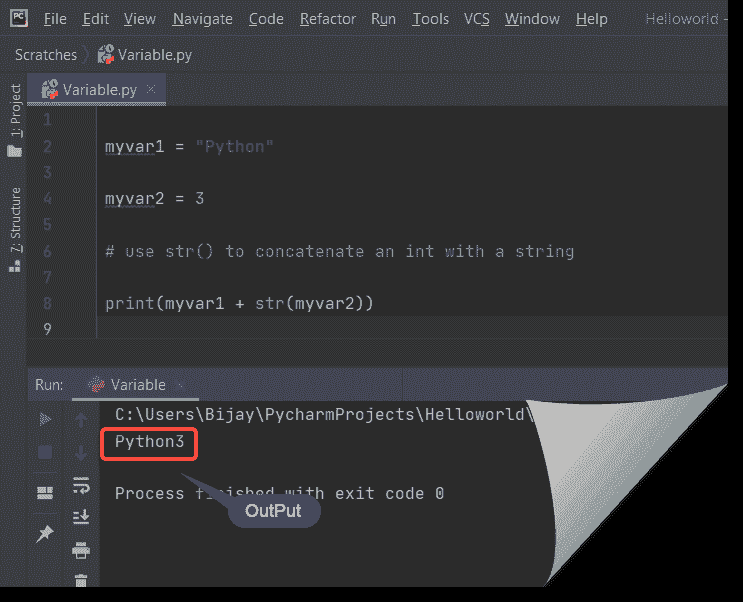 PC File Edit View Navigate Code Refactor Run Tools VCS Window Help Helloworld -
Scratches Variable.py
Variable.py
1: Project
7: Structure
1
2 myvar1 = "Python"
3
4 myvar2 = 3
5
6 # use str() to concatenate an int with a string
7
8 print(myvar1 + str(myvar2))
9
Run: Variable
C:\Users\Bijay\PycharmProjects\Helloworld\
Python3
Process finished with exit code 0
OutPut